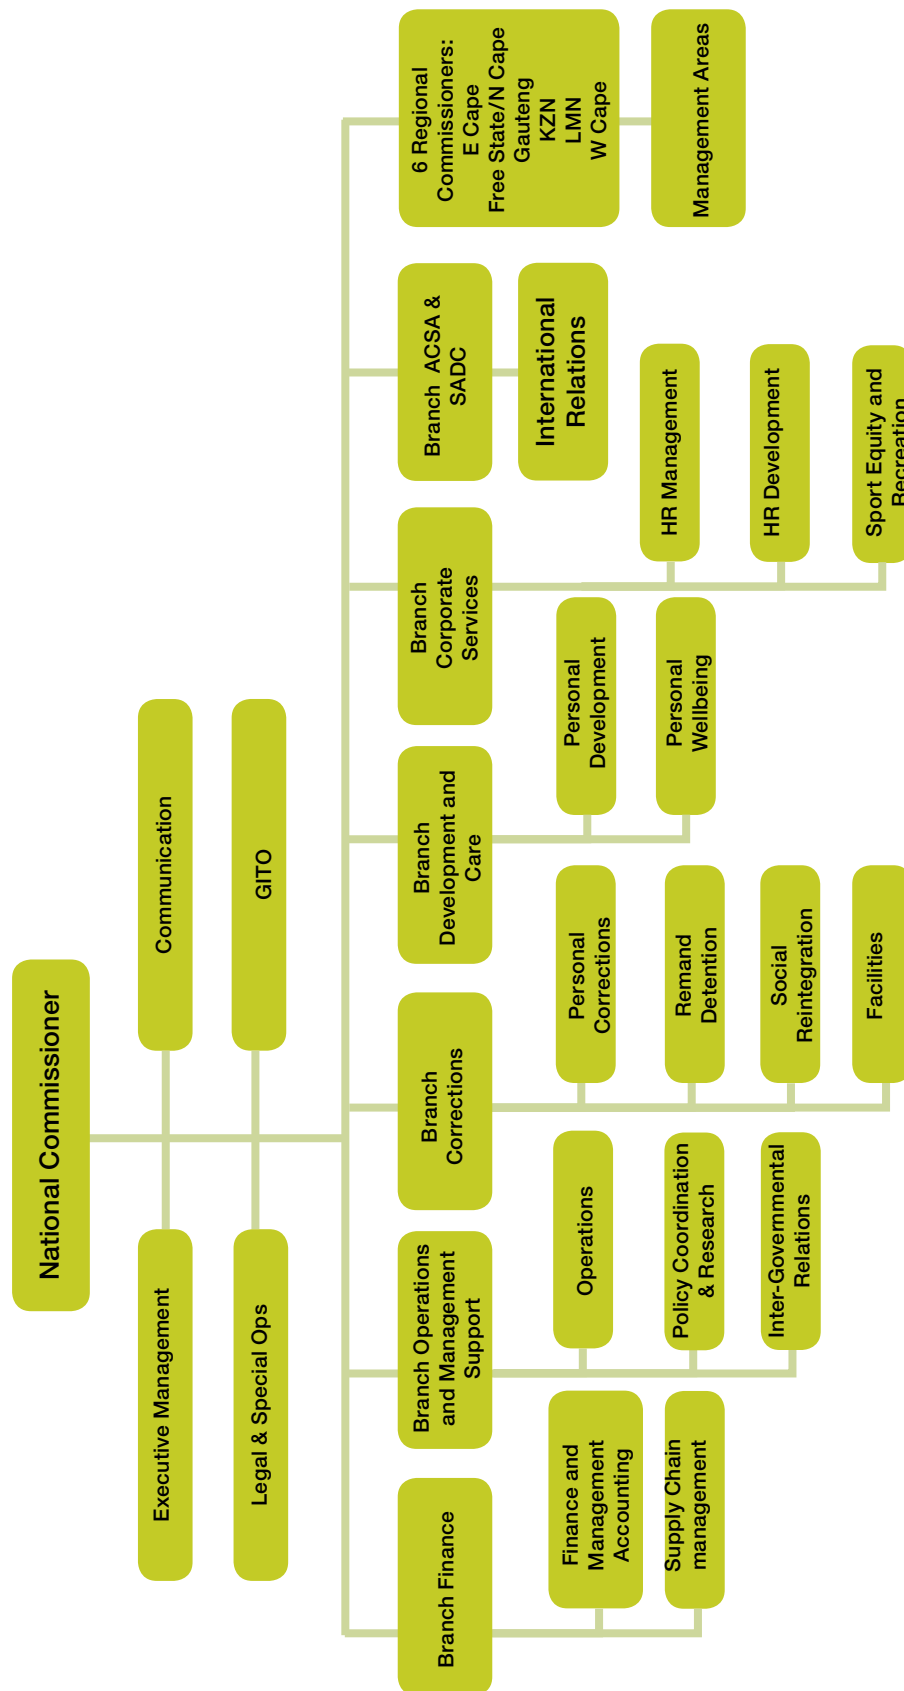 National Commissioner
Executive Management
Communication
Legal & Special Ops
GITO
Branch Finance
Finance and
Management
Accounting
Supply Chain
management
Branch Operations
and Management
Support
Operations
Policy Coordination
& Research
Inter-Governmental
Relations
Branch
Corrections
Personal
Corrections
Remand
Detention
Social
Reintegration
Facilities
Branch
Development and
Care
Personal
Development
Personal
Wellbeing
Branch
Corporate
Services
HR Management
HR Development
Sport Equity and
Recreation
Branch ACSA &
SADC
International
Relations
6 Regional
Commissioners:
E Cape
Free State/N Cape
Gauteng
KZN
LMN
W Cape
Management Areas